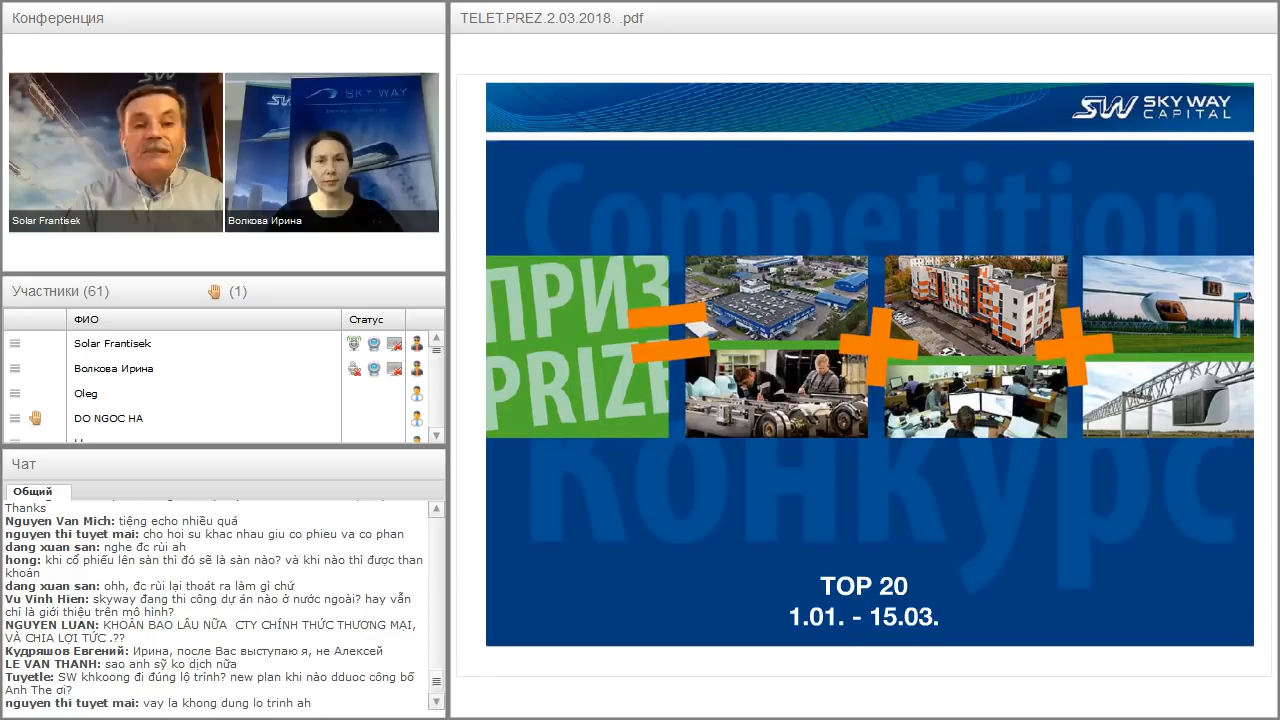 Конференция
TELET.PREZ.2.03.2018. .pdf
SKY WAY
Solar Frantisek
Волкова Ирина
Участники (61)
(1)
ФИО
Статус
Solar Frantisek
Волкова Ирина
Oleg
DO NGOC HA
Чат
Общий
Thanks
Nguyen Van Mich: tiếng echo nhiều quá
nguyen thi tuyet mai: cho hoi su khac nhau giu co phieu va co phan
dang xuan san: nghe đc rùi ah
hong: khi cổ phiếu lên sàn thì đó sẽ là sàn nào? và khi nào thì được than
khoản
dang xuan san: ohh, đc rùi lại thoát ra làm gì chứ
Vu Vinh Hien: skyway đang thi công dự án nào ở nước ngoài? hay vẫn
chỉ là giới thiệu trên mô hình?
NGUYEN LUAN: KHOẢN BAO LÂU NỮA CTY CHÍNH THỨC THƯƠNG MẠI,
VÀ CHIA LỢI TỨC .??
Кудряшов Евгений: Ирина, после Вас выступаю я, не Алексей
LE VAN THANH: sao anh sỹ ko dịch nữa
Tuyetle: SW khkoong đi đúng lộ trình? new plan khi nào dduoc công bố
Anh The ơi?
nguyen thi tuyet mai: vay la khong dung lo trinh ah
SW SKY WAY
CAPITAL
Competition
ПРИЗ
PRIZE
Конкурс
TOP 20
1.01. - 15.03.